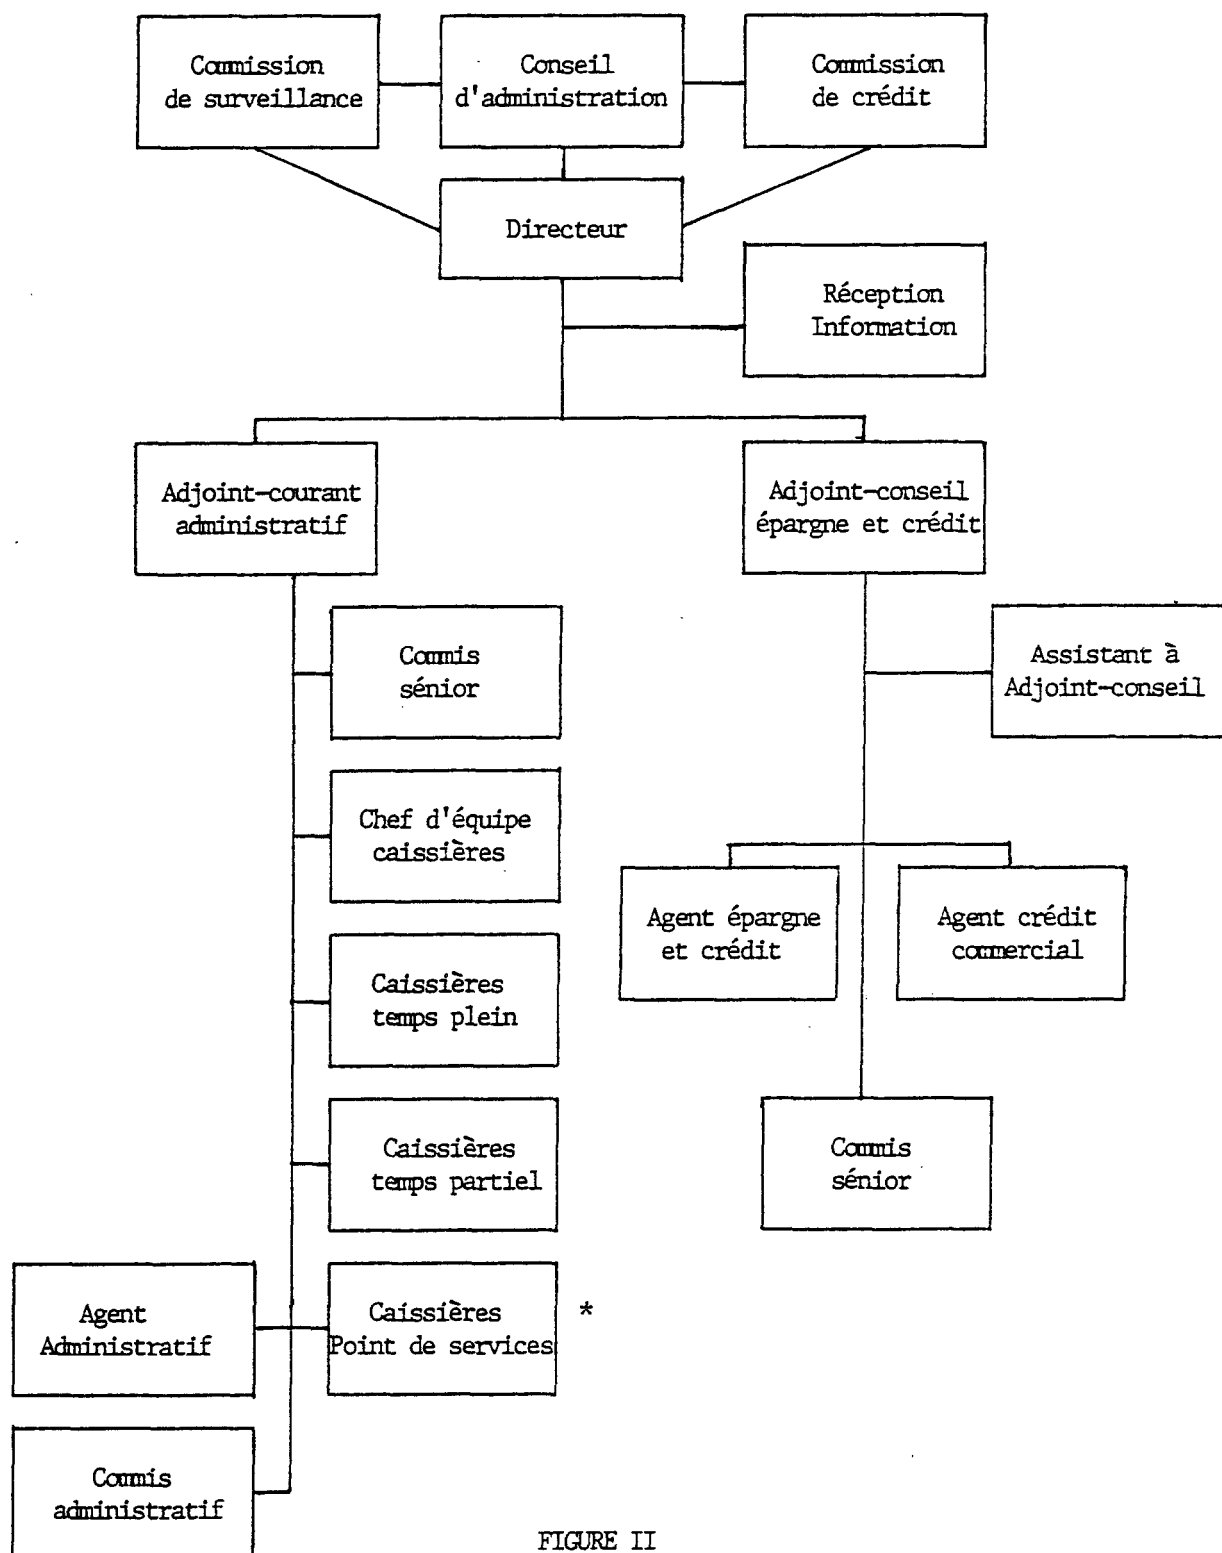 Commission
de surveillance
Conseil
d'administration
Commission
de crédit
Directeur
Réception
Information
Adjoint-courant
administratif
Adjoint-conseil
épargne et crédit
Commis
sénior
Assistant à
Adjoint-conseil
Chef d'équipe
caissières
Agent épargne
et crédit
Agent crédit
commercial
Caissières
temps plein
Caissières
temps partiel
Commis
sénior
Agent
Administratif
Caissières
Point de services
*
Commis
administratif
FIGURE II